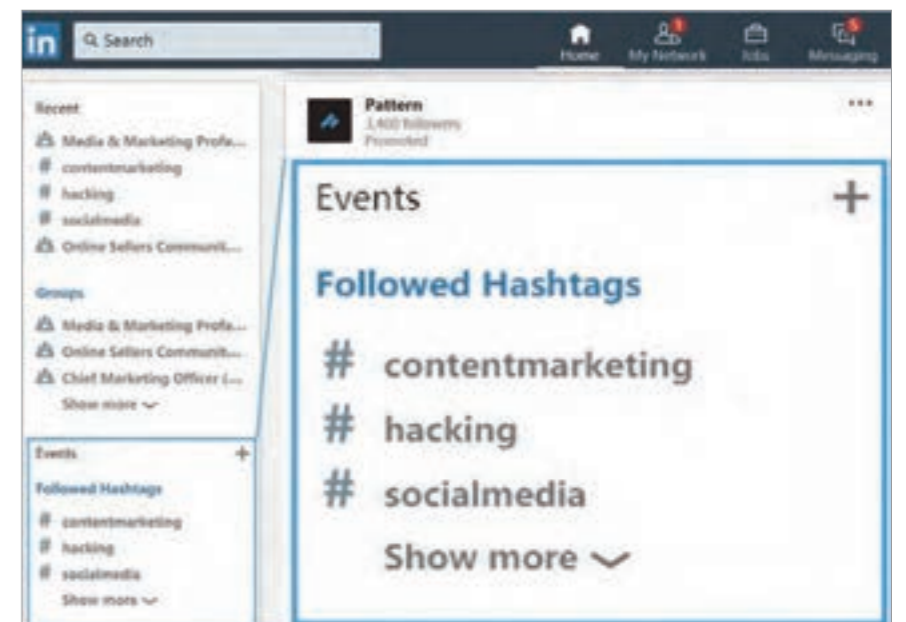 in
Search
Home
My Network
Jobs
Messaging
Recent
Media & Marketing Profe...
# contentmarketing
# hacking
# socialmedia
Online Sellers Communit...
Groups
Media & Marketing Profe...
Online Sellers Communit...
Chief Marketing Officer (...
Show more
Events +
Followed Hashtags
# contentmarketing
# hacking
# socialmedia
Show more
Pattern
1,400 followers
Promoted
Events +
Followed Hashtags
# contentmarketing
# hacking
# socialmedia
Show more